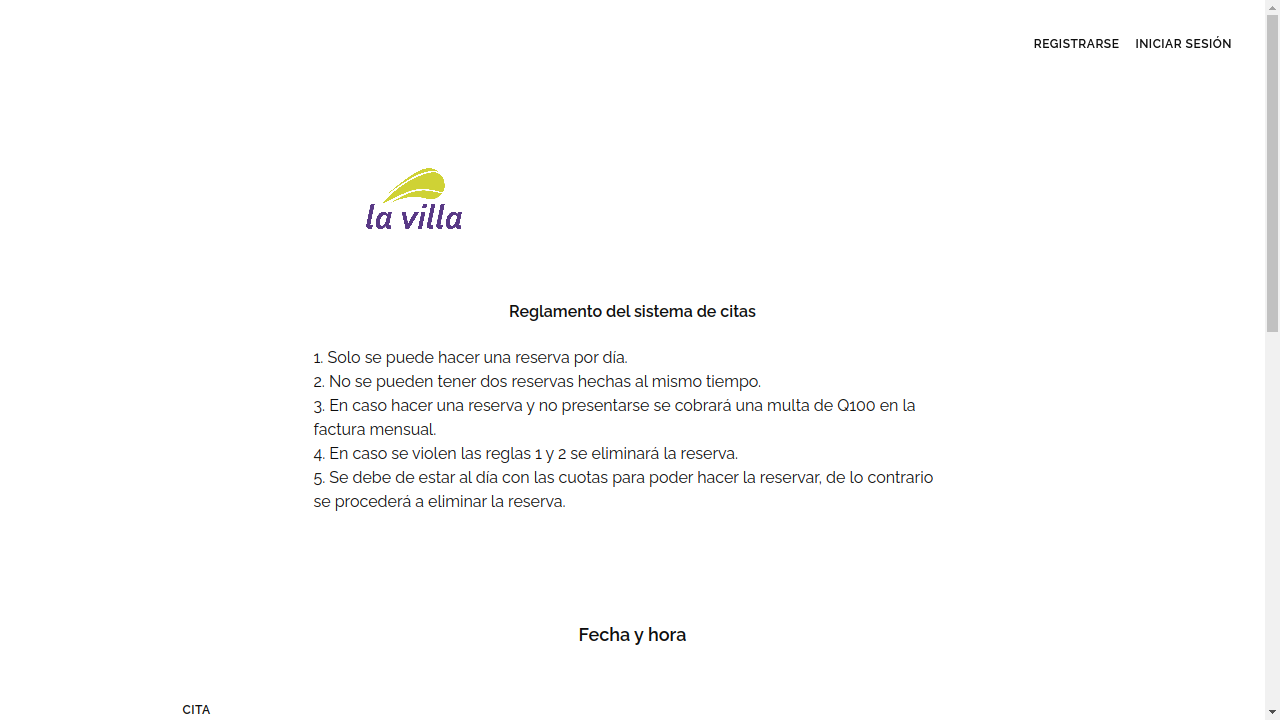 REGISTRARSE INICIAR SESIÓN
la villa
Reglamento del sistema de citas
1. Solo se puede hacer una reserva por día.
2. No se pueden tener dos reservas hechas al mismo tiempo.
3. En caso hacer una reserva y no presentarse se cobrará una multa de Q100 en la
factura mensual.
4. En caso se violen las reglas 1 y 2 se eliminará la reserva.
5. Se debe de estar al día con las cuotas para poder hacer la reservar, de lo contrario
se procederá a eliminar la reserva.
Fecha y hora
CITA